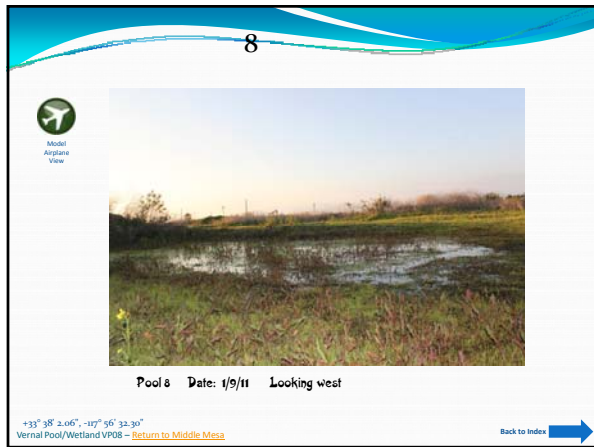 8
Model
Airplane
View
Pool 8 Date: 1/9/11 Looking west
+33° 38' 2.06", -117° 56' 32.30"
Vernal Pool/Wetland VP08 – Return to Middle Mesa
Back to Index